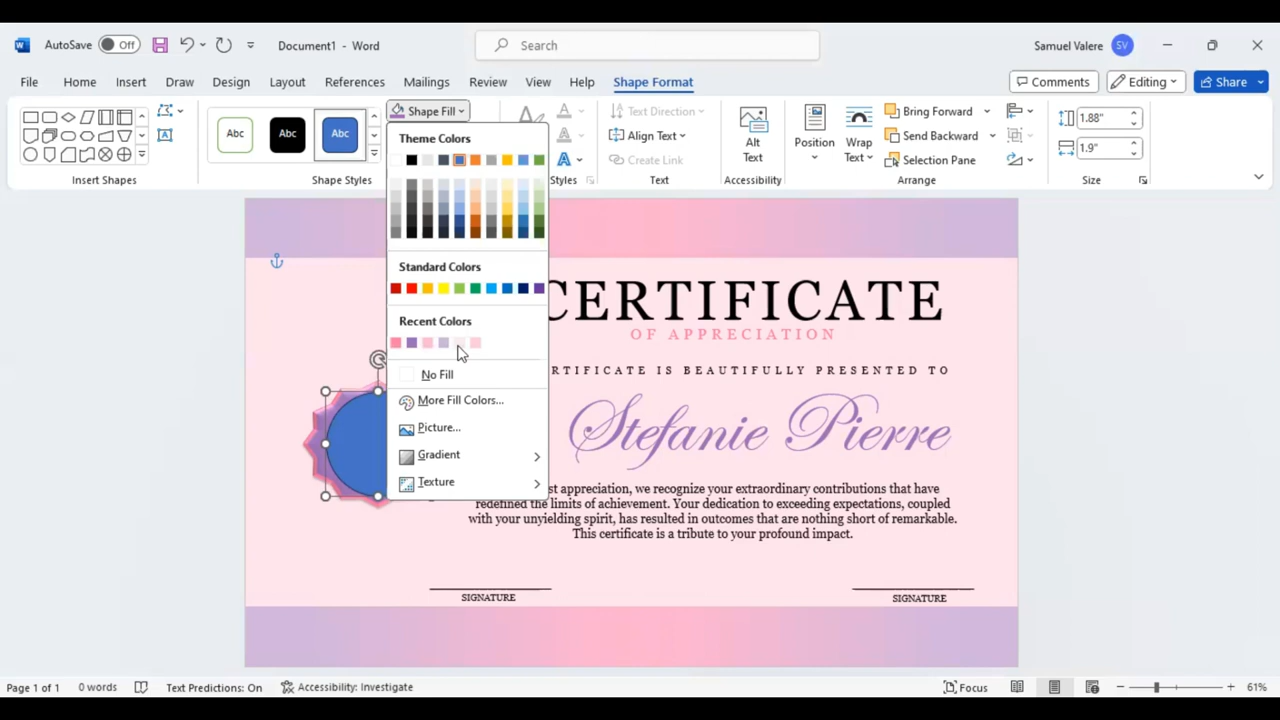 AutoSave Off Document1 - Word Search Samuel Valere SV
File Home Insert Draw Design Layout References Mailings Review View Help Shape Format Comments Editing Share
Abc Abc Abc Shape Fill Text Direction Align Text Create Link Alt Text Position Wrap Text Bring Forward Send Backward Selection Pane 1.88" 1.9"
Insert Shapes Shape Styles Styles Text Accessibility Arrange Size
Theme Colors
Standard Colors
Recent Colors
No Fill
More Fill Colors...
Picture...
Gradient
Texture
CERTIFICATE
OF APPRECIATION
IS BEAUTIFULLY PRESENTED TO
Stefanie Pierre
appreciation, we recognize your extraordinary contributions that have
redefined the limits of achievement. Your dedication to exceeding expectations, coupled
with your unyielding spirit, has resulted in outcomes that are nothing short of remarkable.
This certificate is a tribute to your profound impact.
SIGNATURE SIGNATURE
Page 1 of 1 0 words Text Predictions: On Accessibility: Investigate Focus 61%